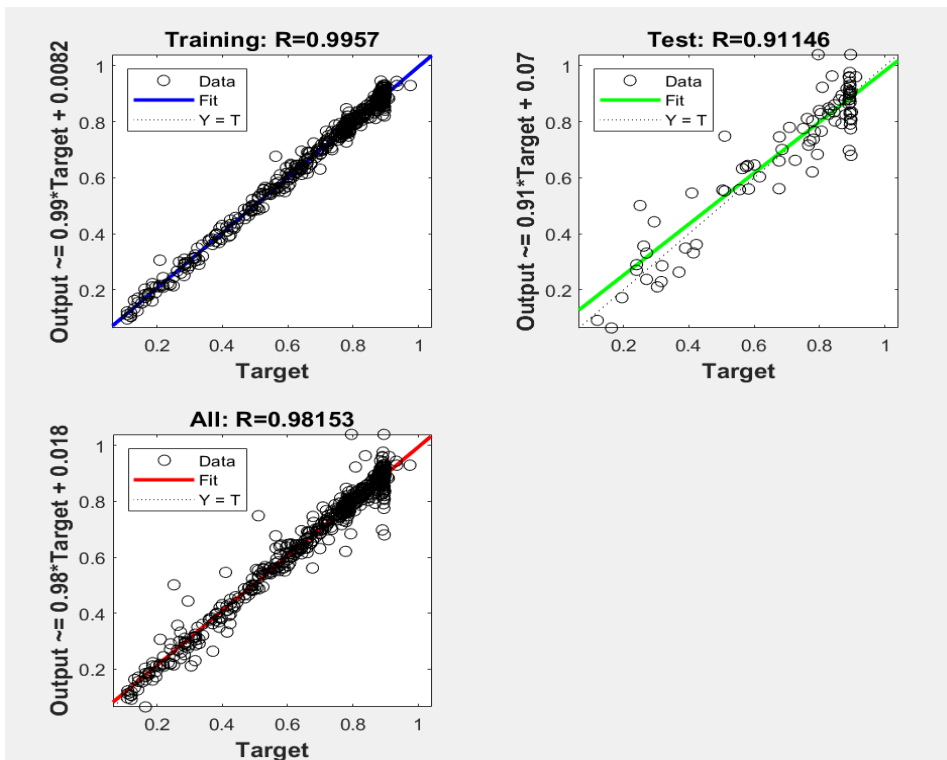 Training: R=0.9957
Output ~= 0.99*Target + 0.0082
1
0.8
0.6
0.4
0.2
Data
Fit
Y = T
0.2 0.4 0.6 0.8 1
Target
Test: R=0.91146
Output ~= 0.91*Target + 0.07
1
0.8
0.6
0.4
0.2
Data
Fit
Y = T
0.2 0.4 0.6 0.8 1
Target
All: R=0.98153
Output ~= 0.98*Target + 0.018
1
0.8
0.6
0.4
0.2
Data
Fit
Y = T
0.2 0.4 0.6 0.8 1
Target